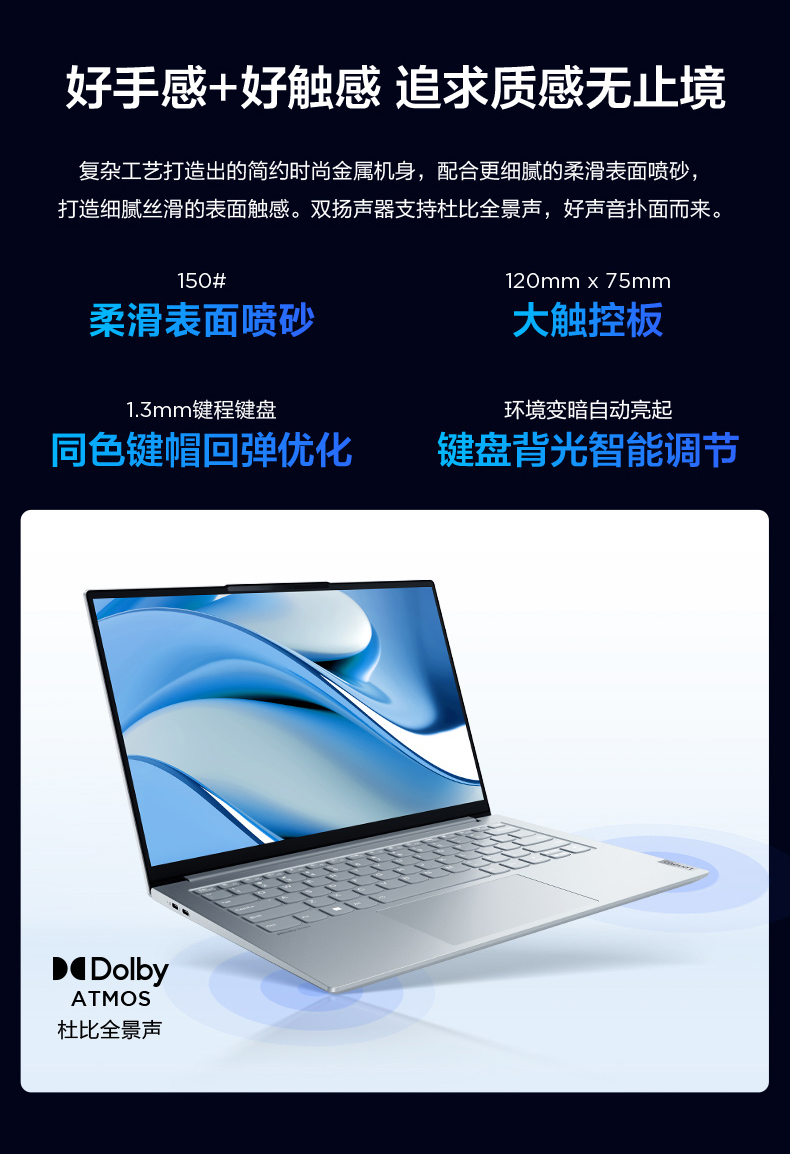 好手感+好触感 追求质感无止境
复杂工艺打造出的简约时尚金属机身，配合更细腻的柔滑表面喷砂，
打造细腻丝滑的表面触感。双扬声器支持杜比全景声，好声音扑面而来。
150#
柔滑表面喷砂
120mm x 75mm
大触控板
1.3mm键程键盘
同色键帽回弹优化
环境变暗自动亮起
键盘背光智能调节
Dolby
ATMOS
杜比全景声